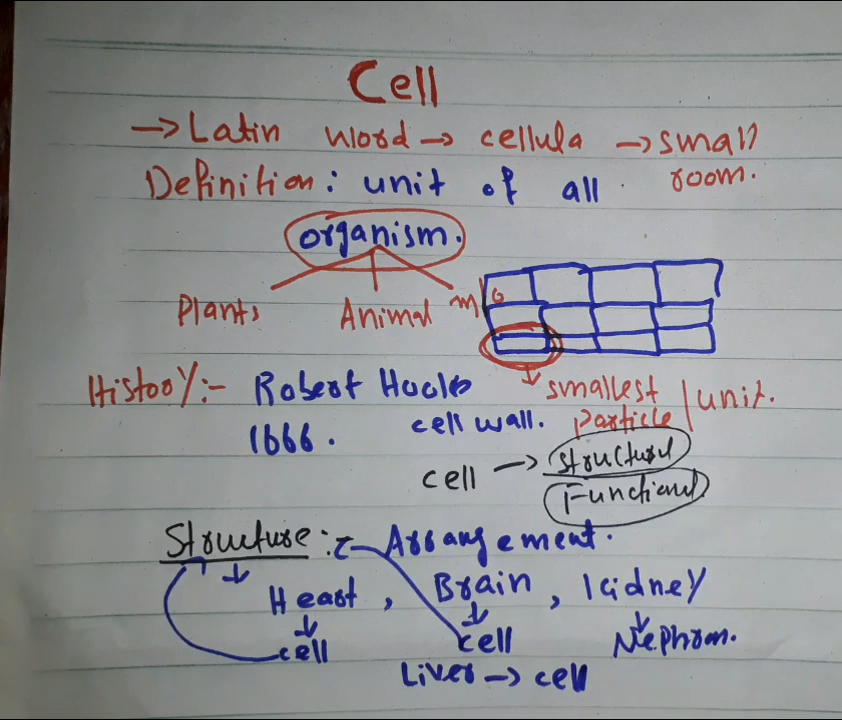 Cell
→ Latin word → cellula → small room.
Definition: unit of all
organism.
Plants Animal m/o
History:- Robert Hooke
smallest particle / unit.
1666. cell wall.
cell → structural
Functional
Structure: Arrangement.
Heart, Brain, kidney
cell cell Nephron.
Liver → cell